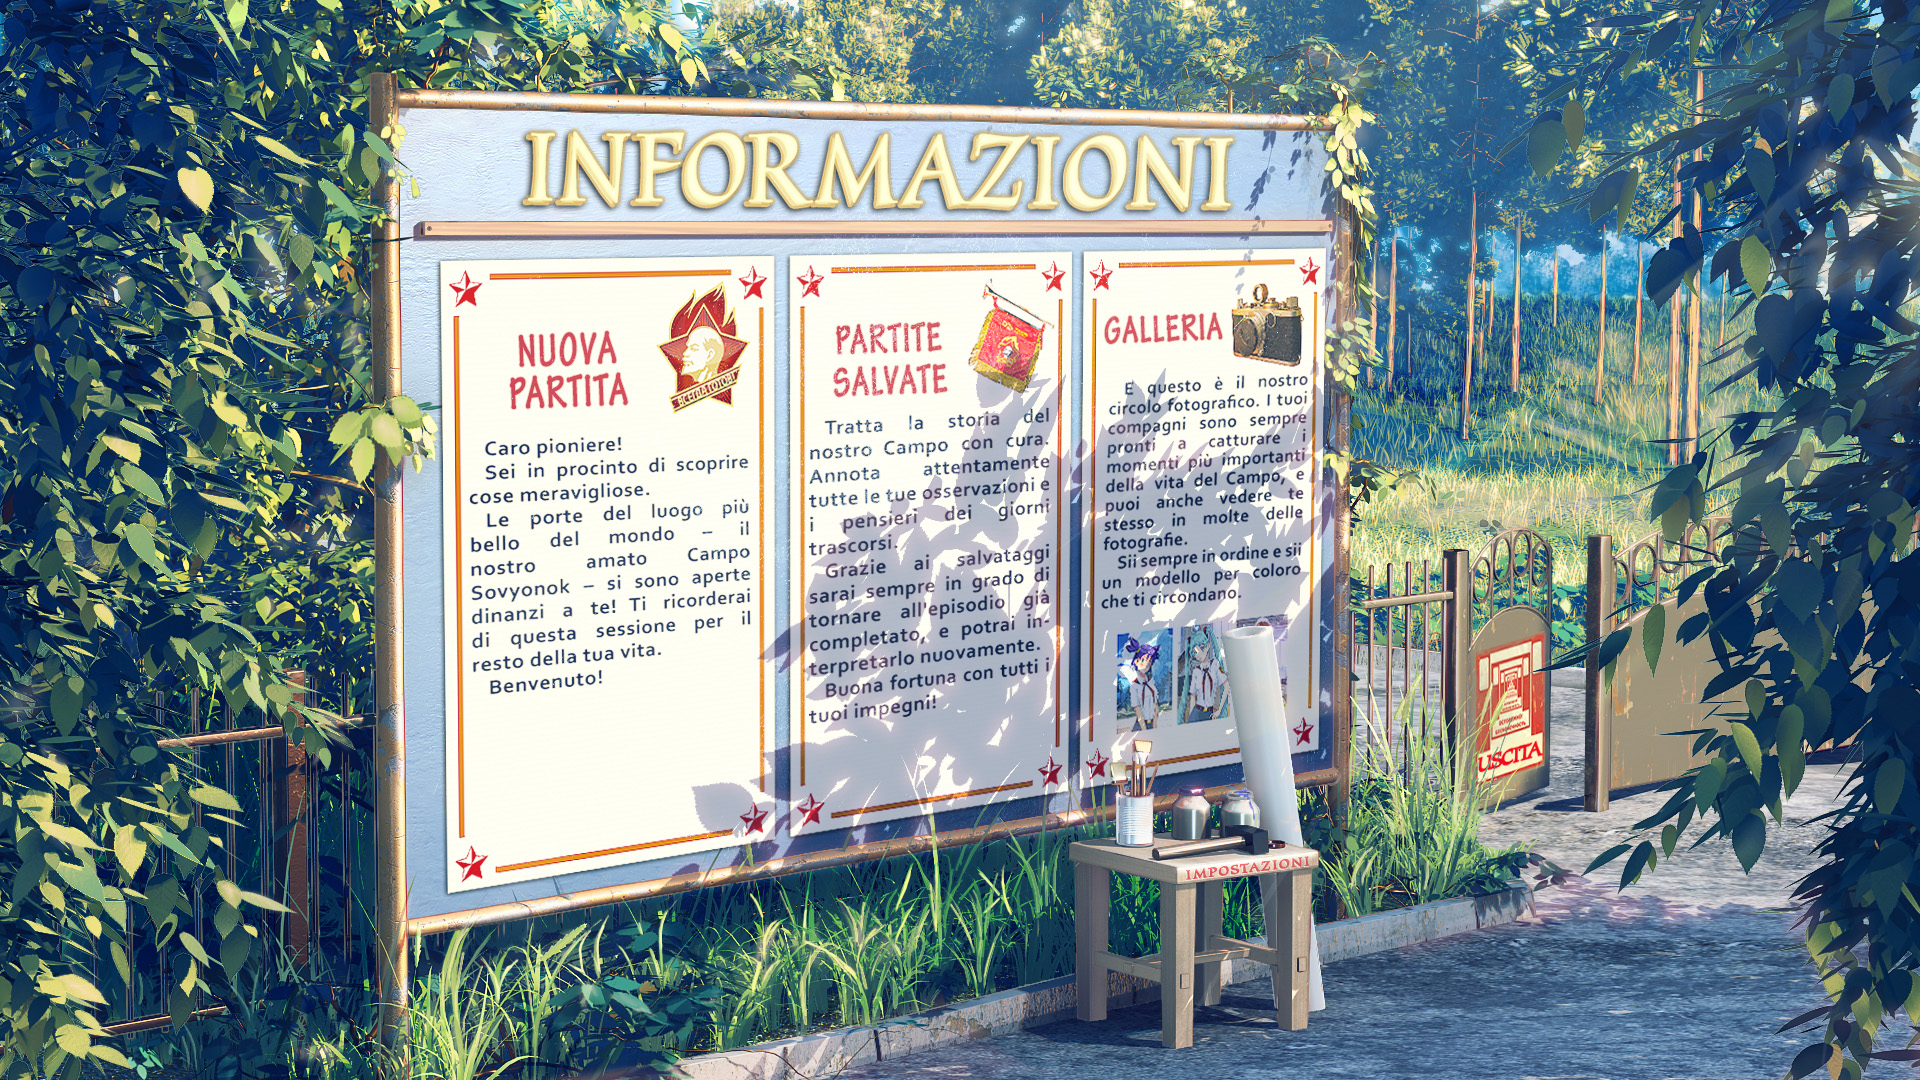 INFORMAZIONI
NUOVA
PARTITA
ВСЕГДА ГОТОВ!
Caro pioniere!
Sei in procinto di scoprire
cose meravigliose.
Le porte del luogo più
bello del mondo – il
nostro amato Campo
Sovyonok – si sono aperte
dinanzi a te! Ti ricorderai
di questa sessione per il
resto della tua vita.
Benvenuto!
PARTITE
SALVATE
Tratta la storia del
nostro Campo con cura.
Annota attentamente
tutte le tue osservazioni e
i pensieri dei giorni
trascorsi.
Grazie ai salvataggi
sarai sempre in grado di
tornare all'episodio già
completato, e potrai in-
terpretarlo nuovamente.
Buona fortuna con tutti i
tuoi impegni!
GALLERIA
E questo è il nostro
circolo fotografico. I tuoi
compagni sono sempre
pronti a catturare i
momenti più importanti
della vita del Campo, e
puoi anche vedere te
stesso in molte delle
fotografie.
Sii sempre in ordine e sii
un modello per coloro
che ti circondano.
IMPOSTAZIONI
USCITA